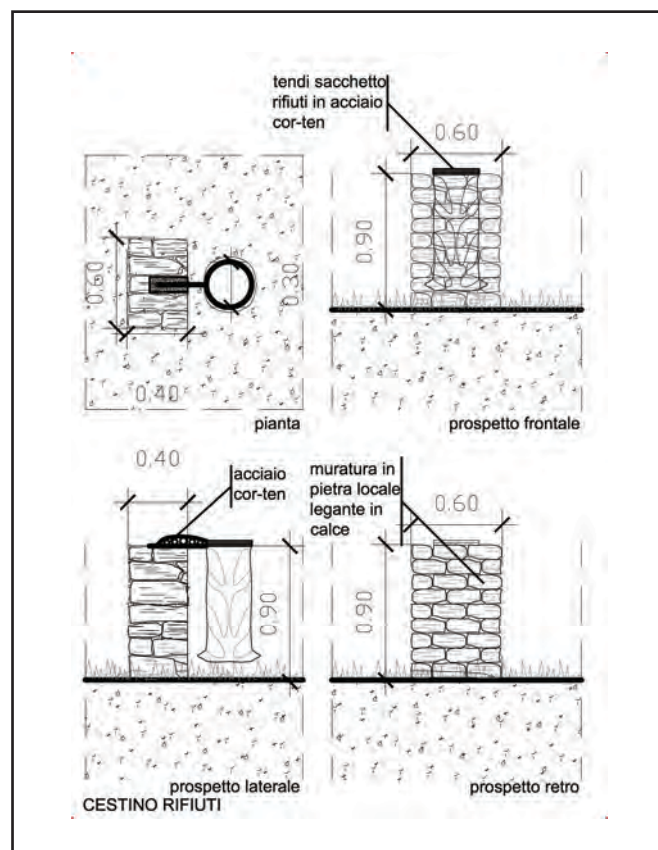 tendi sacchetto
rifiuti in acciaio
cor-ten
0.60
0.90
0.60
0.30
0.40
pianta
prospetto frontale
0.40
acciaio
cor-ten
muratura in
pietra locale
legante in
calce
0.60
0.90
0.90
prospetto laterale
prospetto retro
CESTINO RIFIUTI